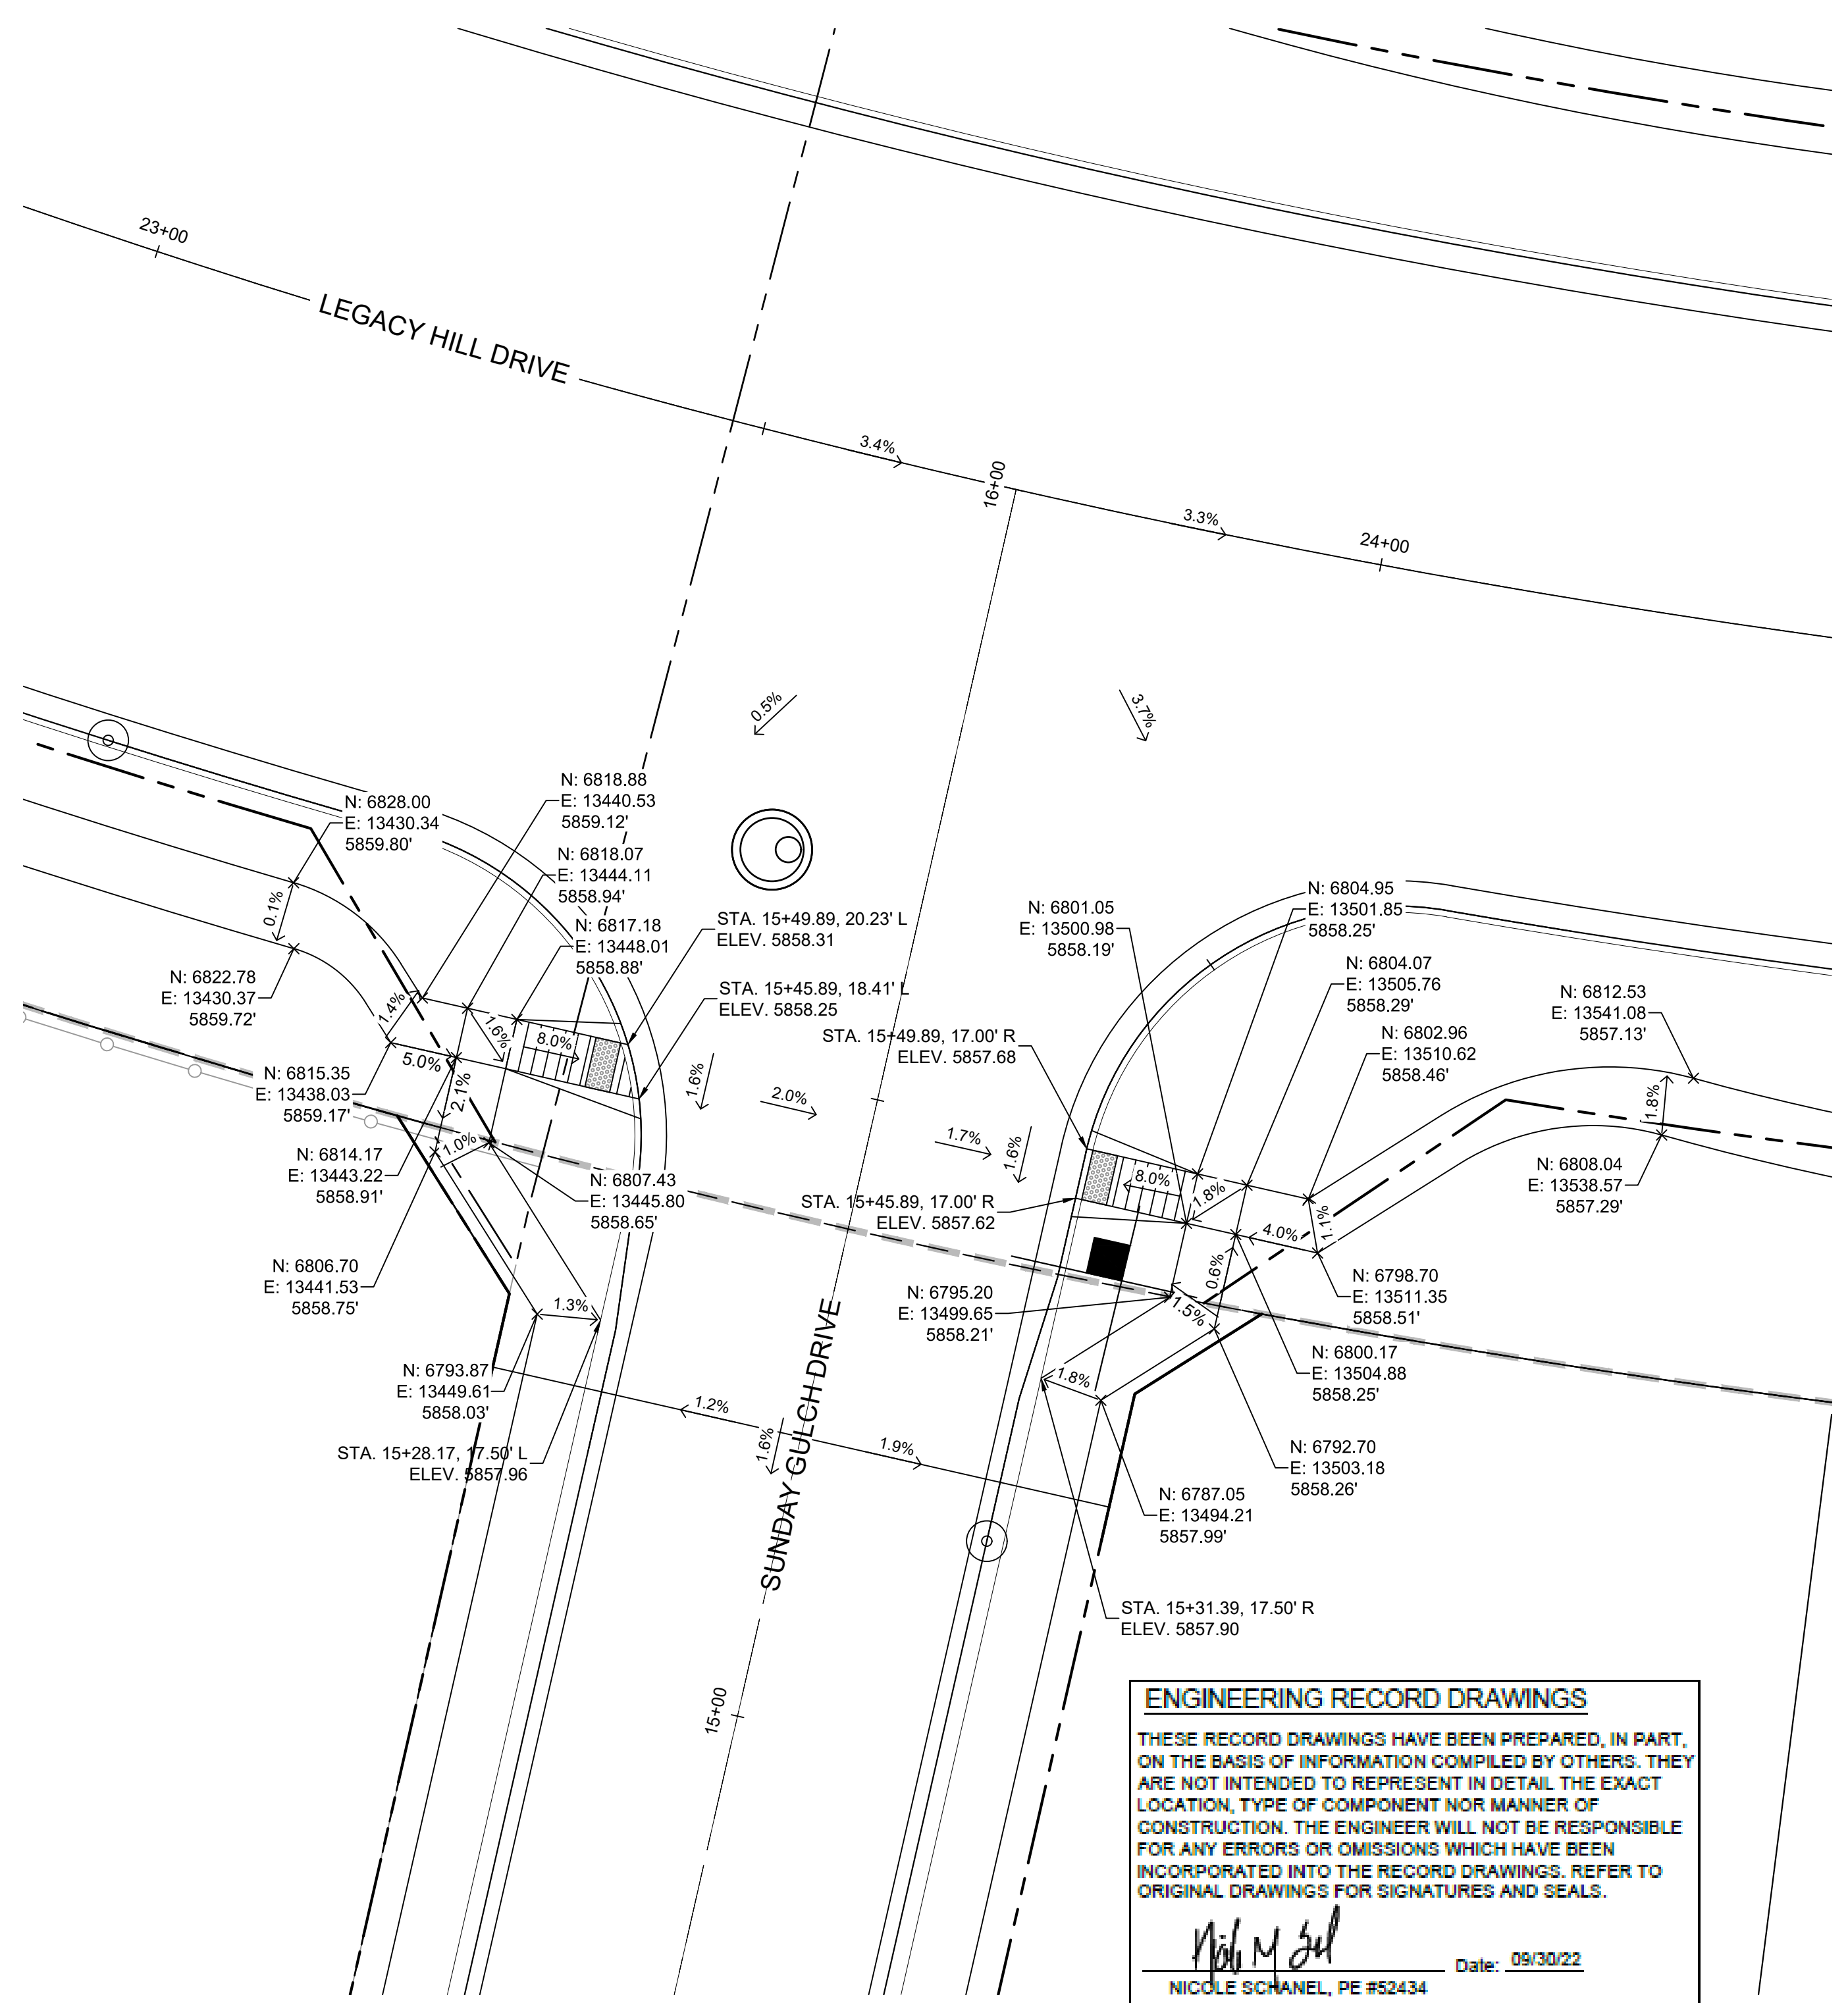 23+00
LEGACY HILL DRIVE
3.4%
16+00
3.3%
24+00
0.5%
3.7%
N: 6818.88
E: 13440.53
5859.12'
N: 6828.00
E: 13430.34
5859.80'
N: 6818.07
E: 13444.11
5858.94'
0.1%
N: 6817.18
E: 13448.01
5858.88'
STA. 15+49.89, 20.23' L
ELEV. 5858.31
N: 6822.78
E: 13430.37
5859.72'
1.4%
1.6%
8.0%
STA. 15+45.89, 18.41' L
ELEV. 5858.25
5.0%
2.1%
1.0%
N: 6815.35
E: 13438.03
5859.17'
N: 6814.17
E: 13443.22
5858.91'
N: 6807.43
E: 13445.80
5858.65'
N: 6806.70
E: 13441.53
5858.75'
1.3%
N: 6793.87
E: 13449.61
5858.03'
STA. 15+28.17, 17.50' L
ELEV. 5857.96
1.6%
2.0%
1.7%
1.6%
1.2%
1.6%
1.9%
SUNDAY GULCH DRIVE
15+00
N: 6801.05
E: 13500.98
5858.19'
N: 6804.95
E: 13501.85
5858.25'
N: 6804.07
E: 13505.76
5858.29'
N: 6802.96
E: 13510.62
5858.46'
N: 6812.53
E: 13541.08
5857.13'
STA. 15+49.89, 17.00' R
ELEV. 5857.68
8.0%
1.8%
4.0%
1.1%
1.8%
N: 6808.04
E: 13538.57
5857.29'
STA. 15+45.89, 17.00' R
ELEV. 5857.62
0.6%
1.5%
N: 6795.20
E: 13499.65
5858.21'
N: 6798.70
E: 13511.35
5858.51'
N: 6800.17
E: 13504.88
5858.25'
1.8%
N: 6792.70
E: 13503.18
5858.26'
N: 6787.05
E: 13494.21
5857.99'
STA. 15+31.39, 17.50' R
ELEV. 5857.90
ENGINEERING RECORD DRAWINGS
THESE RECORD DRAWINGS HAVE BEEN PREPARED, IN PART,
ON THE BASIS OF INFORMATION COMPILED BY OTHERS. THEY
ARE NOT INTENDED TO REPRESENT IN DETAIL THE EXACT
LOCATION, TYPE OF COMPONENT NOR MANNER OF
CONSTRUCTION. THE ENGINEER WILL NOT BE RESPONSIBLE
FOR ANY ERRORS OR OMISSIONS WHICH HAVE BEEN
INCORPORATED INTO THE RECORD DRAWINGS. REFER TO
ORIGINAL DRAWINGS FOR SIGNATURES AND SEALS.
Date: 09/30/22
NICOLE SCHANEL, PE #52434